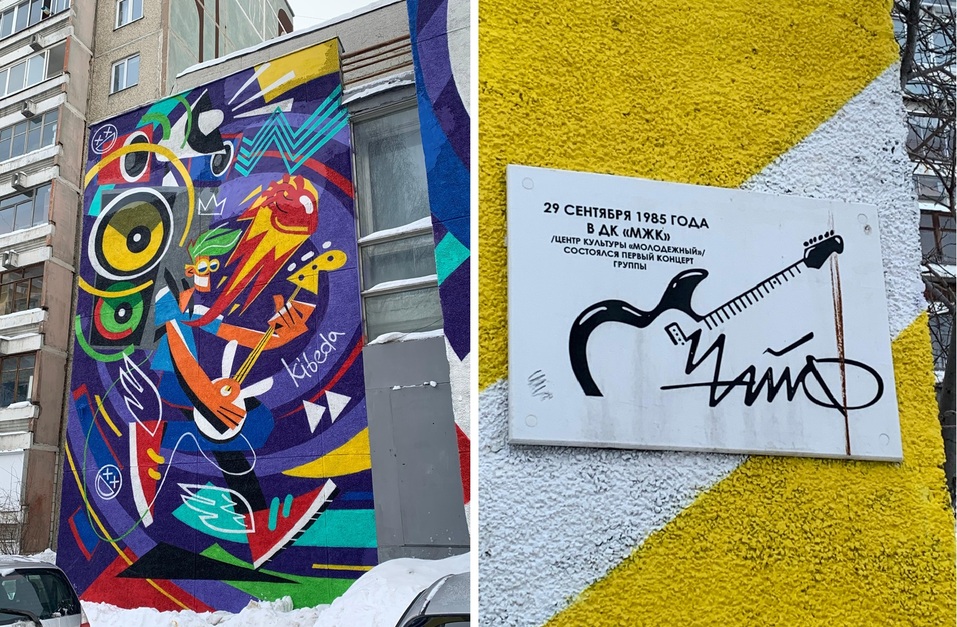 kibeda
29 СЕНТЯБРЯ 1985 ГОДА
В ДК «МЖК»
/ЦЕНТР КУЛЬТУРЫ «МОЛОДЕЖНЫЙ»/
СОСТОЯЛСЯ ПЕРВЫЙ КОНЦЕРТ
ГРУППЫ
Чайф